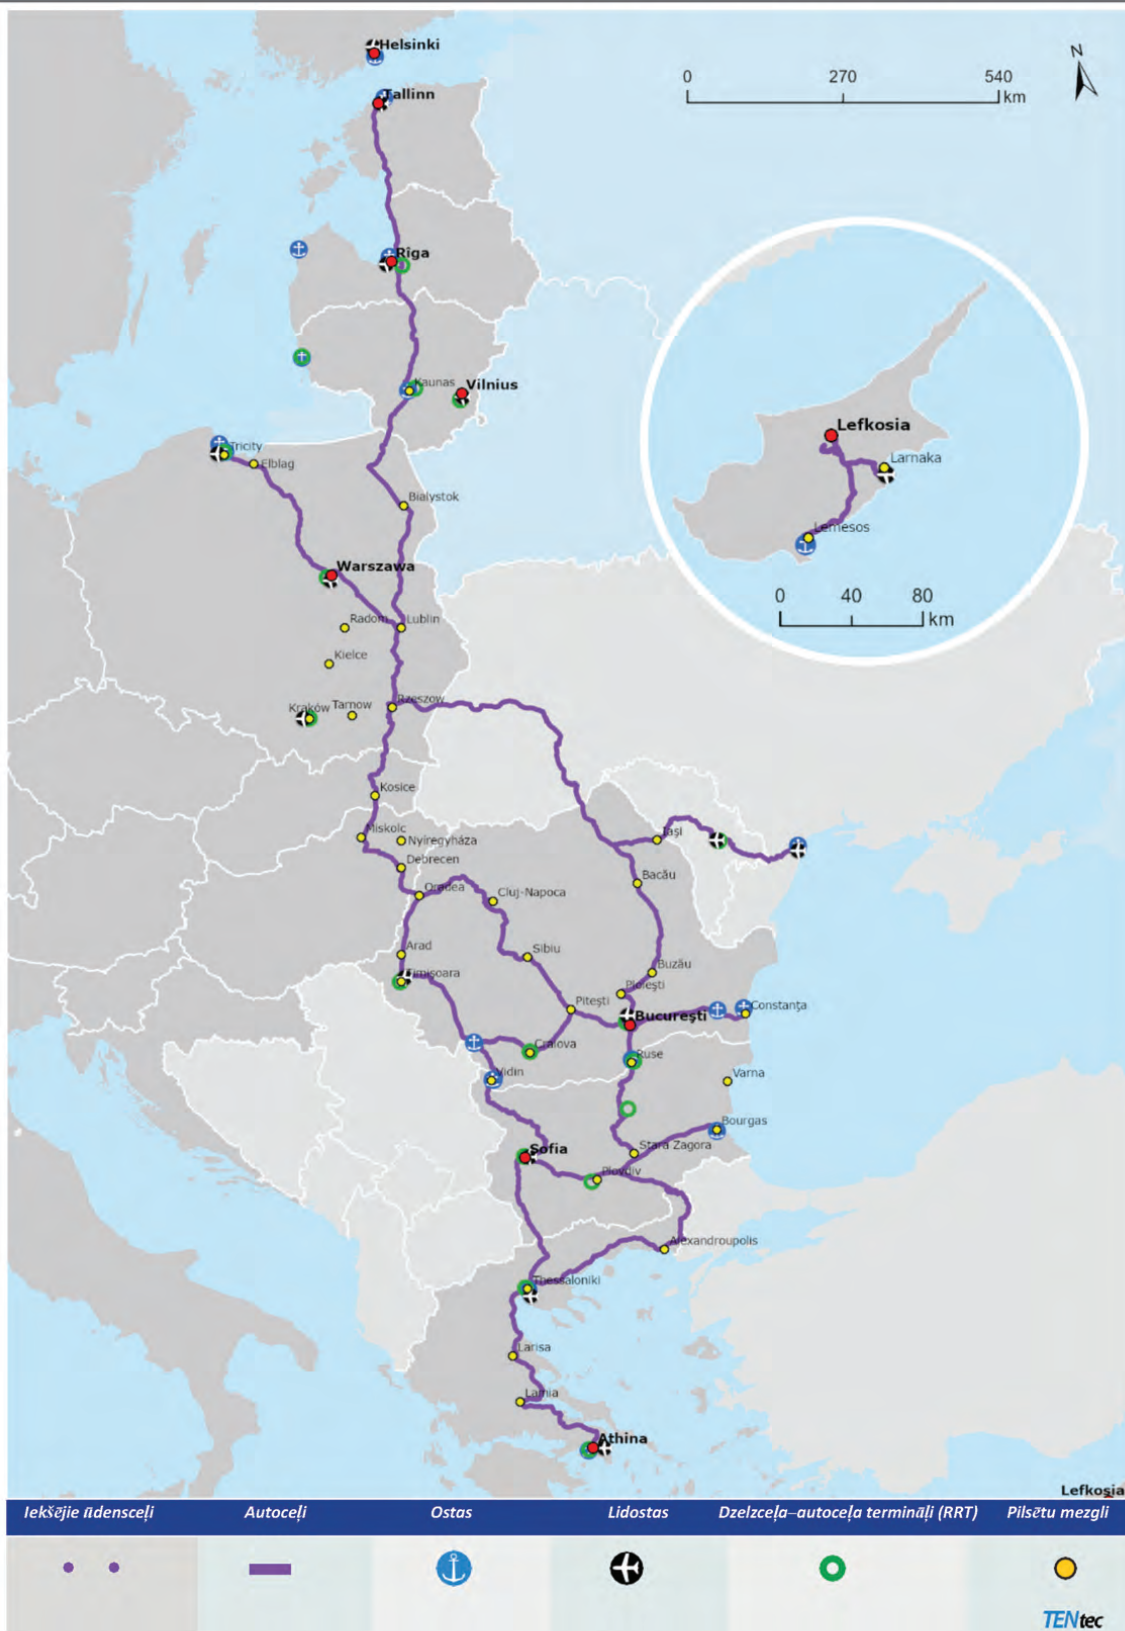 Helsinki
N
0 270 540
km
Tallinn
Rīga
Kaunas
Vilnius
Lefkosia
Larnaka
Lemesos
0 40 80
km
Tricity
Elblag
Bialystok
Warszawa
Radom
Lublin
Kielce
Kraków
Tarnow
Rzeszow
Kosice
Miskolc
Nyíregyháza
Debrecen
Iaşi
Oradea
Cluj-Napoca
Bacău
Arad
Sibiu
Timişoara
Buzău
Ploieşti
Piteşti
Bucureşti
Constanţa
Craiova
Ruse
Vidin
Varna
Bourgas
Sofia
Stara Zagora
Plovdiv
Alexandroupolis
Thessaloniki
Larisa
Lamia
Athina
Lefkosia
Iekšējie ūdensceļi Autoceļi Ostas Lidostas Dzelzceļa–autoceļa termināļi (RRT) Pilsētu mezgli
TENtec